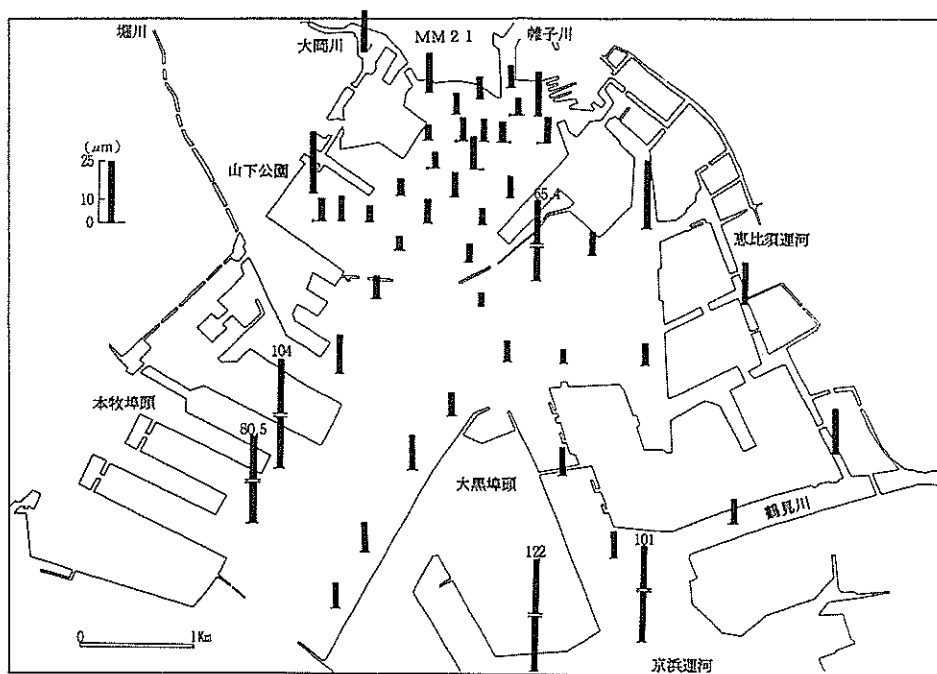 堀川
大岡川
MM21
帷子川
(μm)
25
10
0
山下公園
65.4
恵比須運河
104
本牧埠頭
80.5
大黒埠頭
鶴見川
122
101
0
1Km
京浜運河